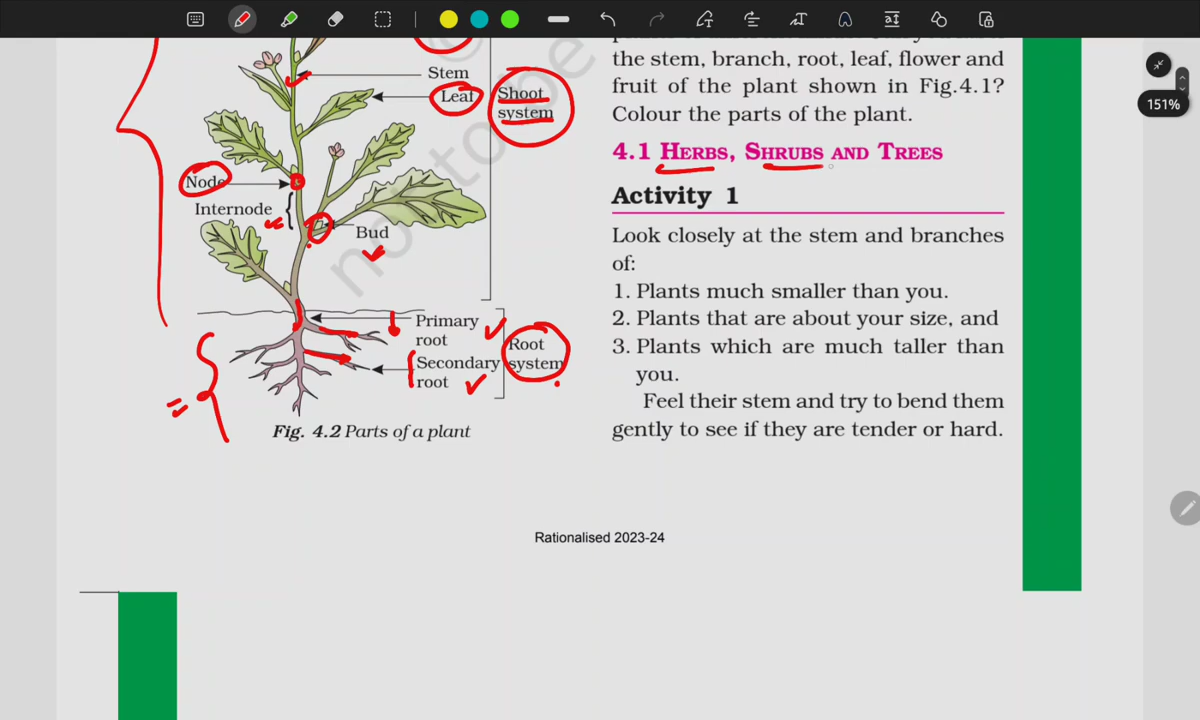 151%
Stem
Leaf
Shoot
system
Node
Internode
Bud
Primary
root
Secondary
root
Root
system
Fig. 4.2 Parts of a plant
the stem, branch, root, leaf, flower and
fruit of the plant shown in Fig.4.1?
Colour the parts of the plant.
4.1 HERBS, SHRUBS AND TREES
Activity 1
Look closely at the stem and branches
of:
1. Plants much smaller than you.
2. Plants that are about your size, and
3. Plants which are much taller than
you.
Feel their stem and try to bend them
gently to see if they are tender or hard.
Rationalised 2023-24